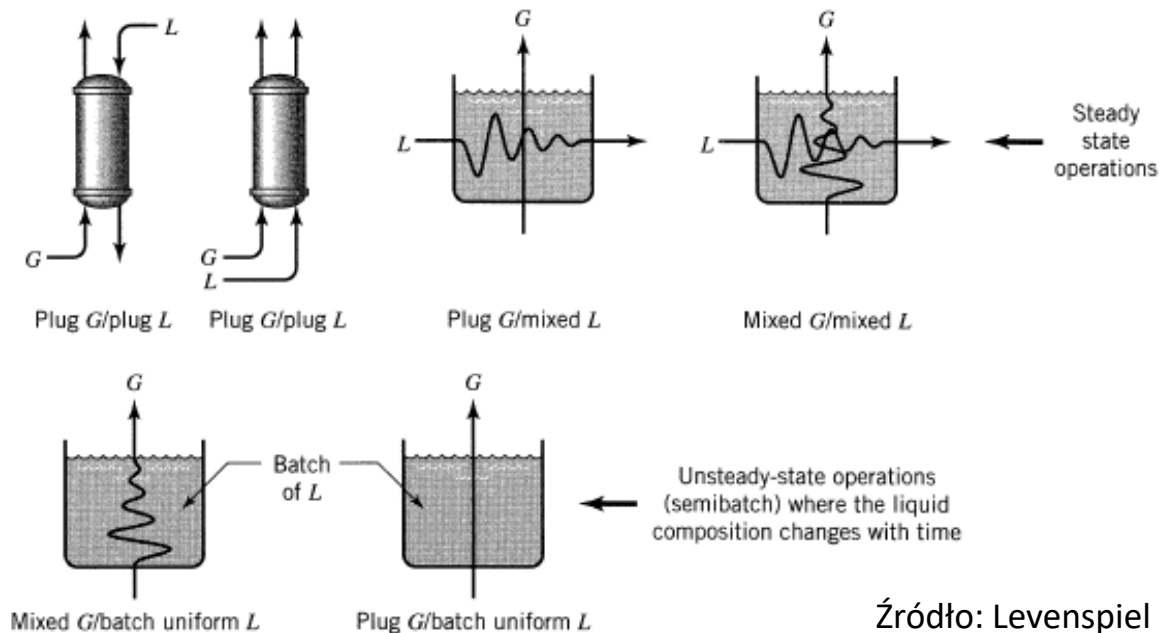 L
G
L
Plug G/plug L
G
L
Plug G/plug L
G
L
Plug G/mixed L
G
L
Mixed G/mixed L
Steady
state
operations
G
Mixed G/batch uniform L
Batch
of L
G
Plug G/batch uniform L
Unsteady-state operations
(semibatch) where the liquid
composition changes with time
Źródło: Levenspiel